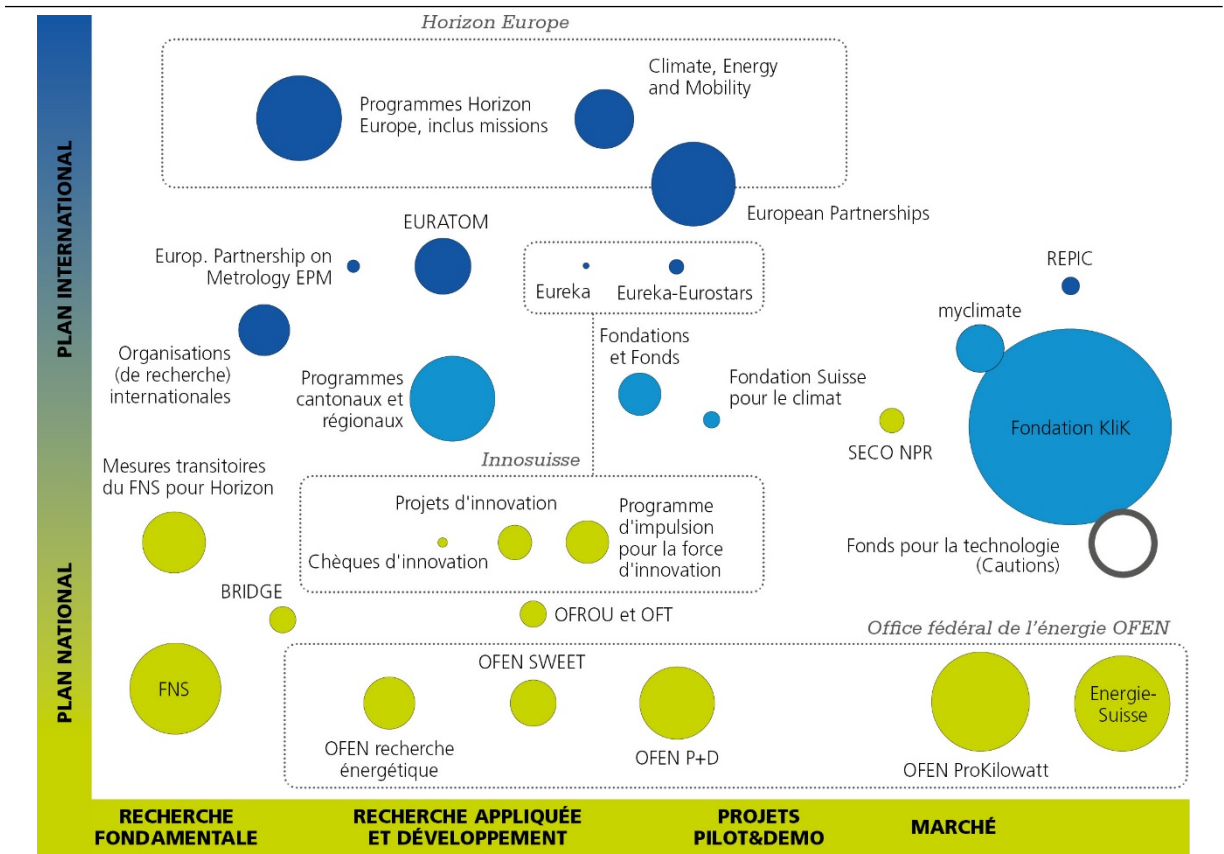 Horizon Europe
Climate, Energy
and Mobility
Programmes Horizon
Europe, inclus missions
European Partnerships
EURATOM
Europ. Partnership on
Metrology EPM
Eureka
Eureka-Eurostars
REPIC
myclimate
Organisations
(de recherche)
internationales
Programmes
cantonaux et
régionaux
Fondations
et Fonds
Fondation Suisse
pour le climat
SECO NPR
Fondation KliK
Innosuisse
Mesures transitoires
du FNS pour Horizon
Projets d'innovation
Chèques d'innovation
Programme
d'impulsion
pour la force
d'innovation
Fonds pour la technologie
(Cautions)
BRIDGE
OFROU et OFT
Office fédéral de l'énergie OFEN
FNS
OFEN SWEET
OFEN recherche
énergétique
OFEN P+D
OFEN ProKilowatt
Energie-
Suisse
PLAN INTERNATIONAL
PLAN NATIONAL
RECHERCHE
FONDAMENTALE
RECHERCHE APPLIQUÉE
ET DÉVELOPPEMENT
PROJETS
PILOT&DEMO
MARCHÉ